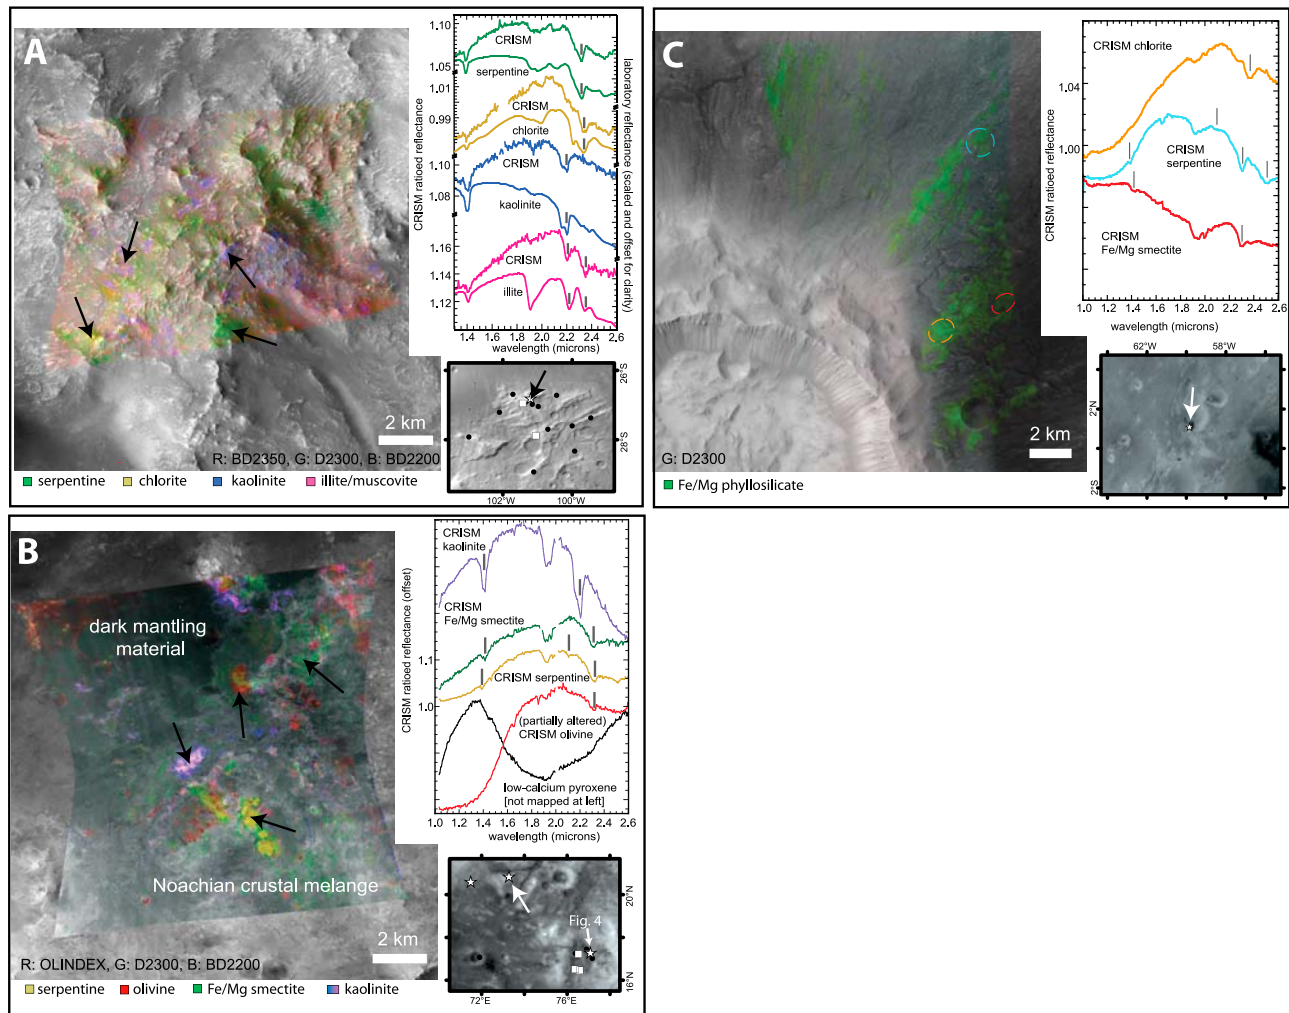 A
2 km
R: BD2350, G: D2300, B: BD2200
serpentine
chlorite
kaolinite
illite/muscovite
1.10
1.05
1.01
0.99
1.10
1.08
1.16
1.12
CRISM ratioed reflectance
CRISM
serpentine
CRISM
chlorite
CRISM
kaolinite
CRISM
illite
laboratory reflectance (scaled and offset for clarity)
1.4 1.6 1.8 2.0 2.2 2.4 2.6
wavelength (microns)
26°S
28°S
102°W 100°W
C
2 km
G: D2300
Fe/Mg phyllosilicate
CRISM ratioed reflectance
1.04
1.00
CRISM chlorite
CRISM
serpentine
CRISM
Fe/Mg smectite
1.0 1.2 1.4 1.6 1.8 2.0 2.2 2.4 2.6
wavelength (microns)
62°W 58°W
2°N
2°S
B
dark mantling
material
Noachian crustal melange
2 km
R: OLINDEX, G: D2300, B: BD2200
serpentine
olivine
Fe/Mg smectite
kaolinite
CRISM ratioed reflectance (offset)
1.1
1.0
CRISM
kaolinite
CRISM
Fe/Mg smectite
CRISM serpentine
(partially altered)
CRISM olivine
low-calcium pyroxene
[not mapped at left]
1.0 1.2 1.4 1.6 1.8 2.0 2.2 2.4 2.6
wavelength (microns)
Fig. 4
20°N
16°N
72°E 76°E